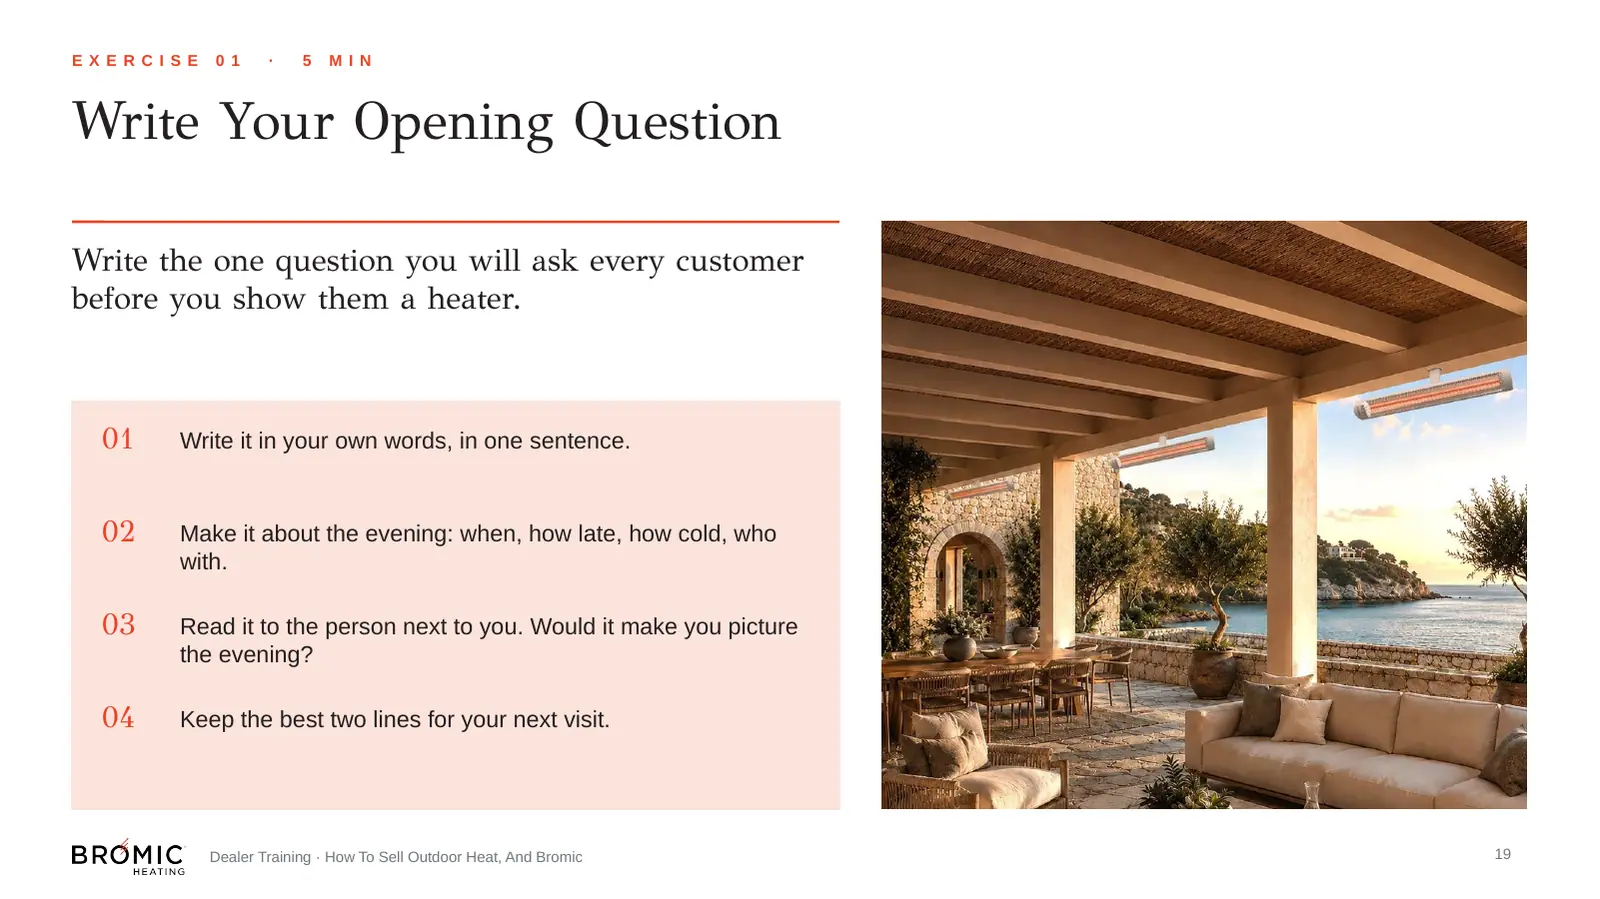 EXERCISE 01 · 5 MIN
Write Your Opening Question
Write the one question you will ask every customer
before you show them a heater.
01 Write it in your own words, in one sentence.
02 Make it about the evening: when, how late, how cold, who
with.
03 Read it to the person next to you. Would it make you picture
the evening?
04 Keep the best two lines for your next visit.
BROMIC
HEATING
Dealer Training · How To Sell Outdoor Heat, And Bromic
19